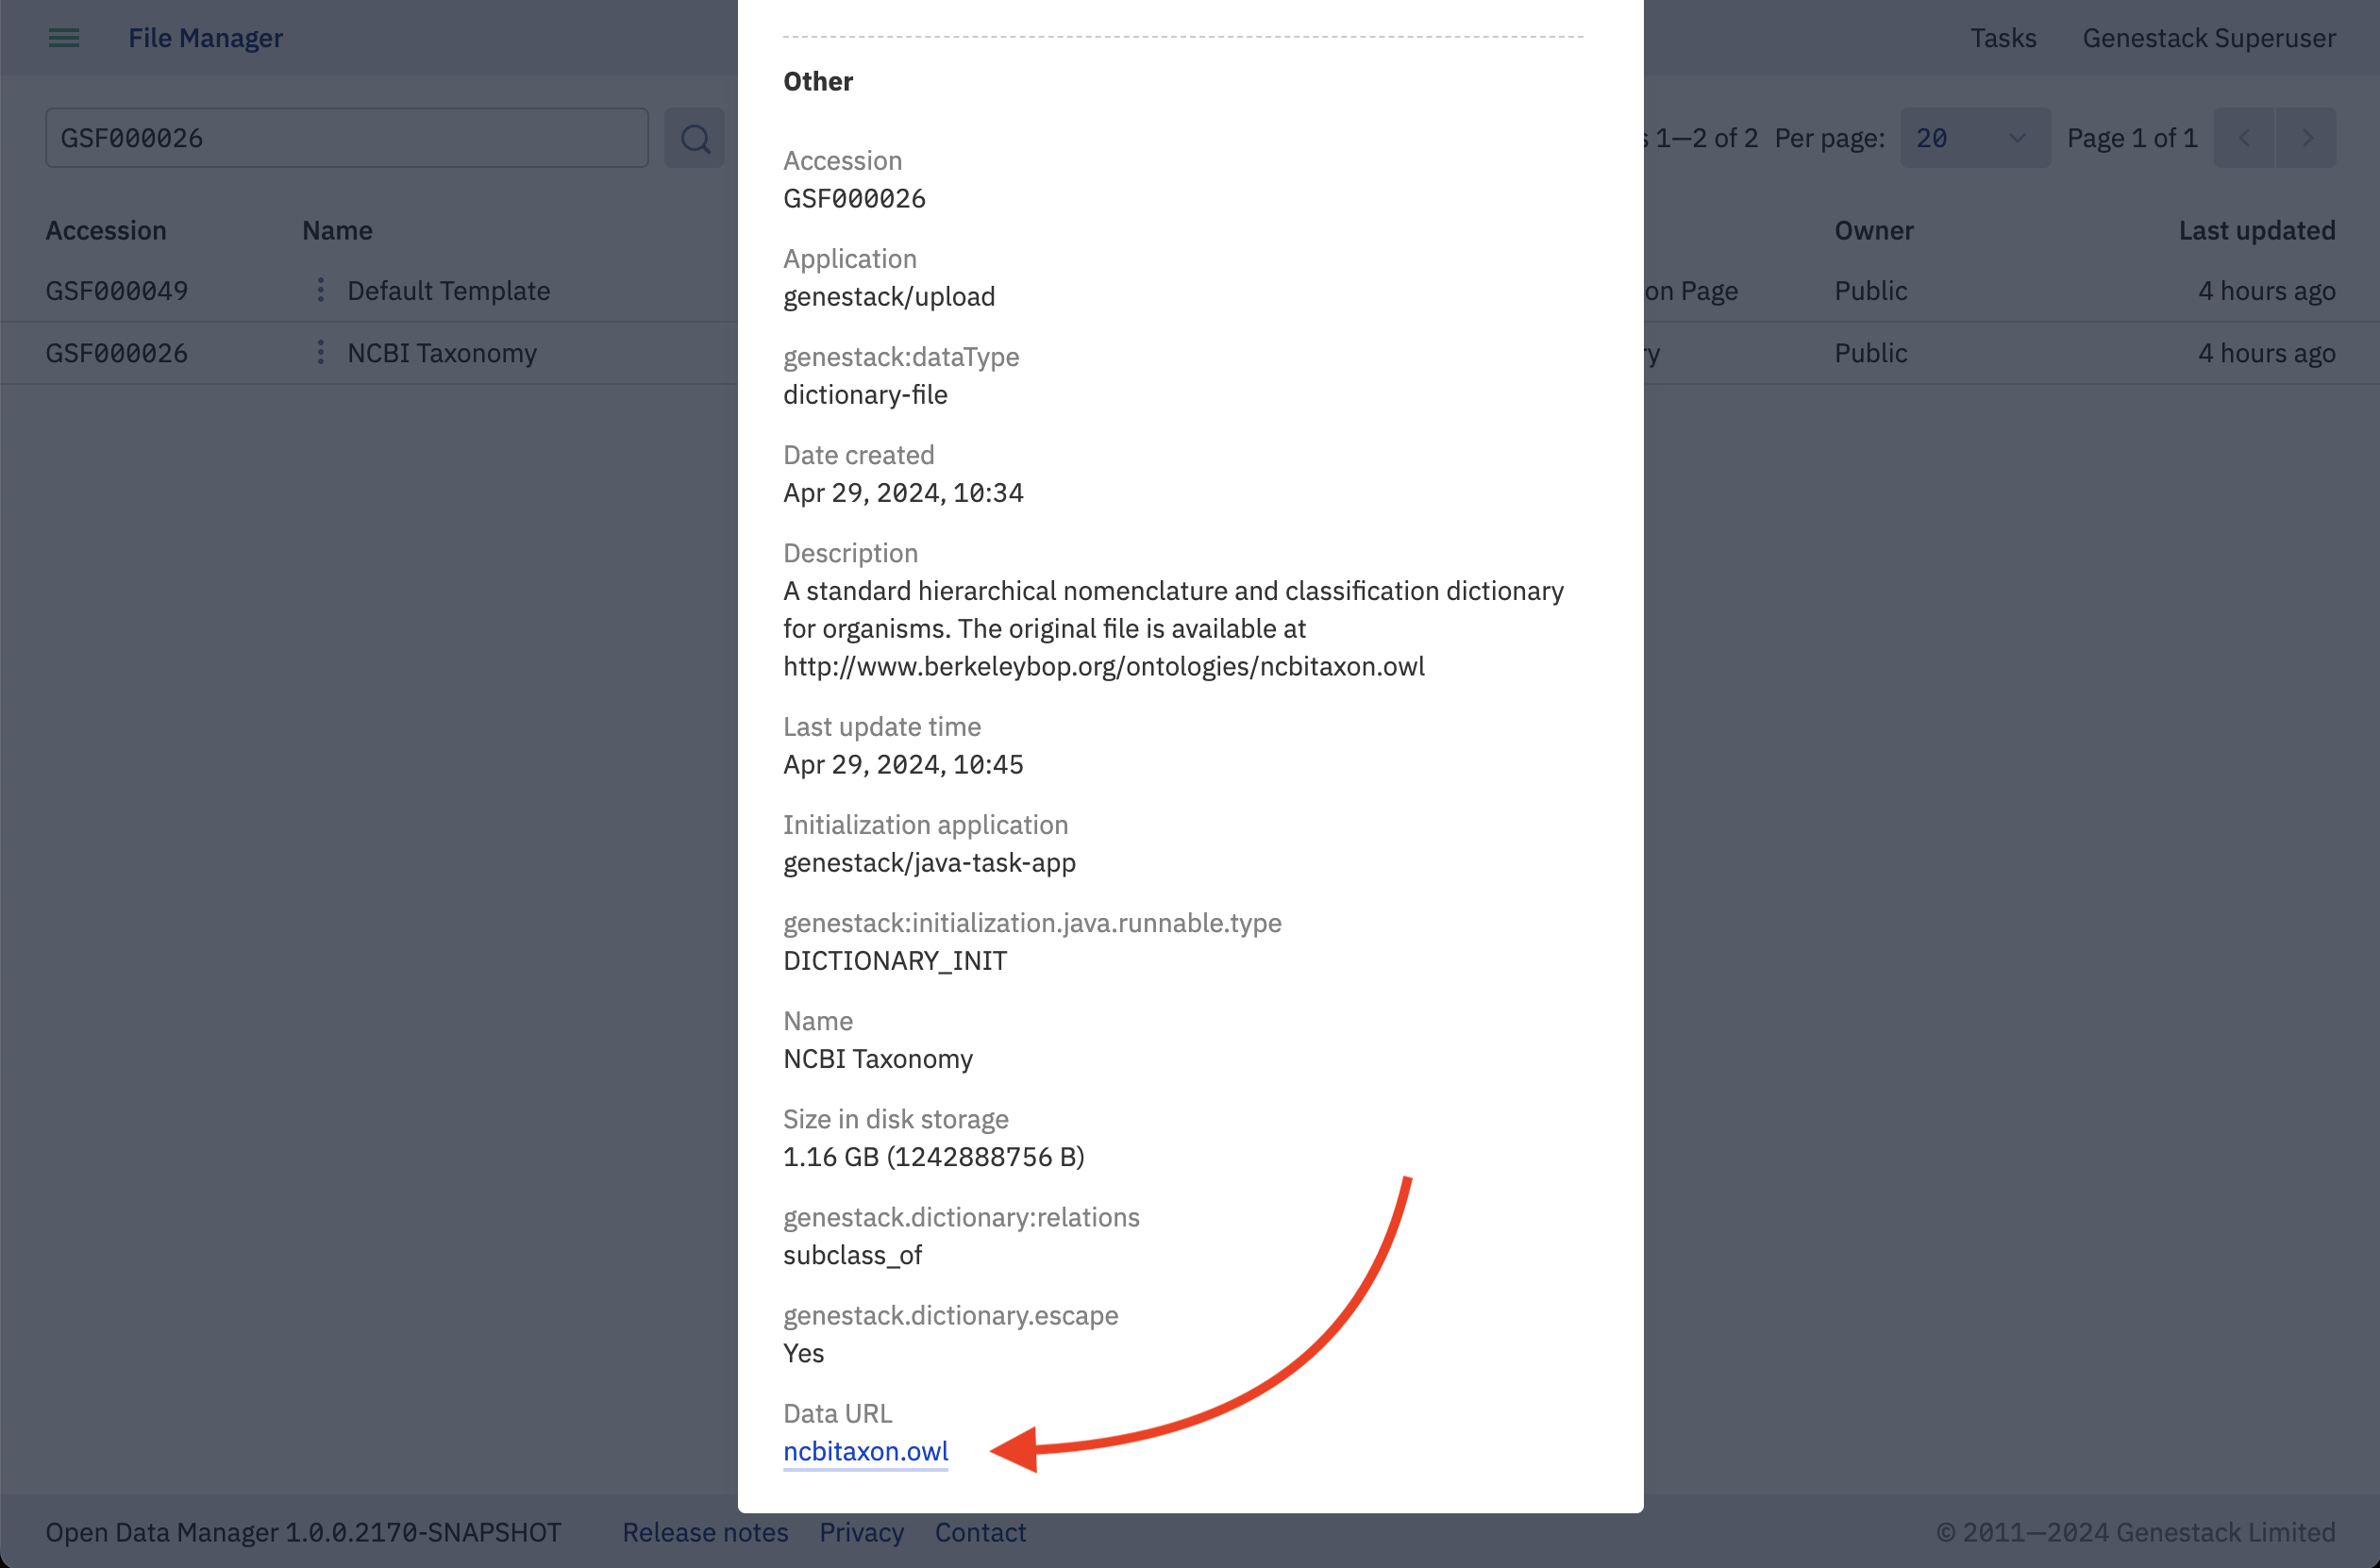 File Manager
Tasks
Genestack Superuser
GSF000026
1—2 of 2
Per page:
20
Page 1 of 1
Accession
Name
Owner
Last updated
GSF000049
Default Template
on Page
Public
4 hours ago
GSF000026
NCBI Taxonomy
Public
4 hours ago
Other
Accession
GSF000026
Application
genestack/upload
genestack:dataType
dictionary-file
Date created
Apr 29, 2024, 10:34
Description
A standard hierarchical nomenclature and classification dictionary
for organisms. The original file is available at
http://www.berkeleybop.org/ontologies/ncbitaxon.owl
Last update time
Apr 29, 2024, 10:45
Initialization application
genestack/java-task-app
genestack:initialization.java.runnable.type
DICTIONARY_INIT
Name
NCBI Taxonomy
Size in disk storage
1.16 GB (1242888756 B)
genestack.dictionary:relations
subclass_of
genestack.dictionary.escape
Yes
Data URL
ncbitaxon.owl
Open Data Manager 1.0.0.2170-SNAPSHOT
Release notes
Privacy
Contact
© 2011—2024 Genestack Limited